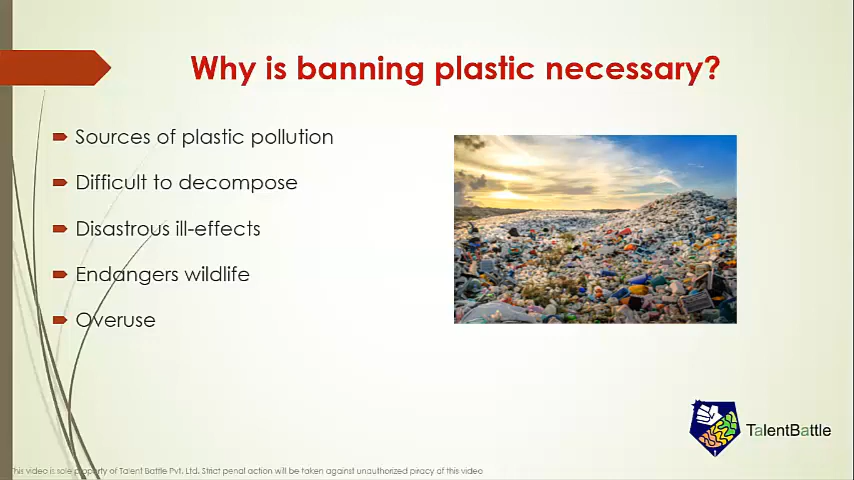 Why is banning plastic necessary?
Sources of plastic pollution
Difficult to decompose
Disastrous ill-effects
Endangers wildlife
Overuse
TalentBattle
This video is sole property of Talent Battle Pvt. Ltd. Strict penal action will be taken against unauthorized piracy of this video